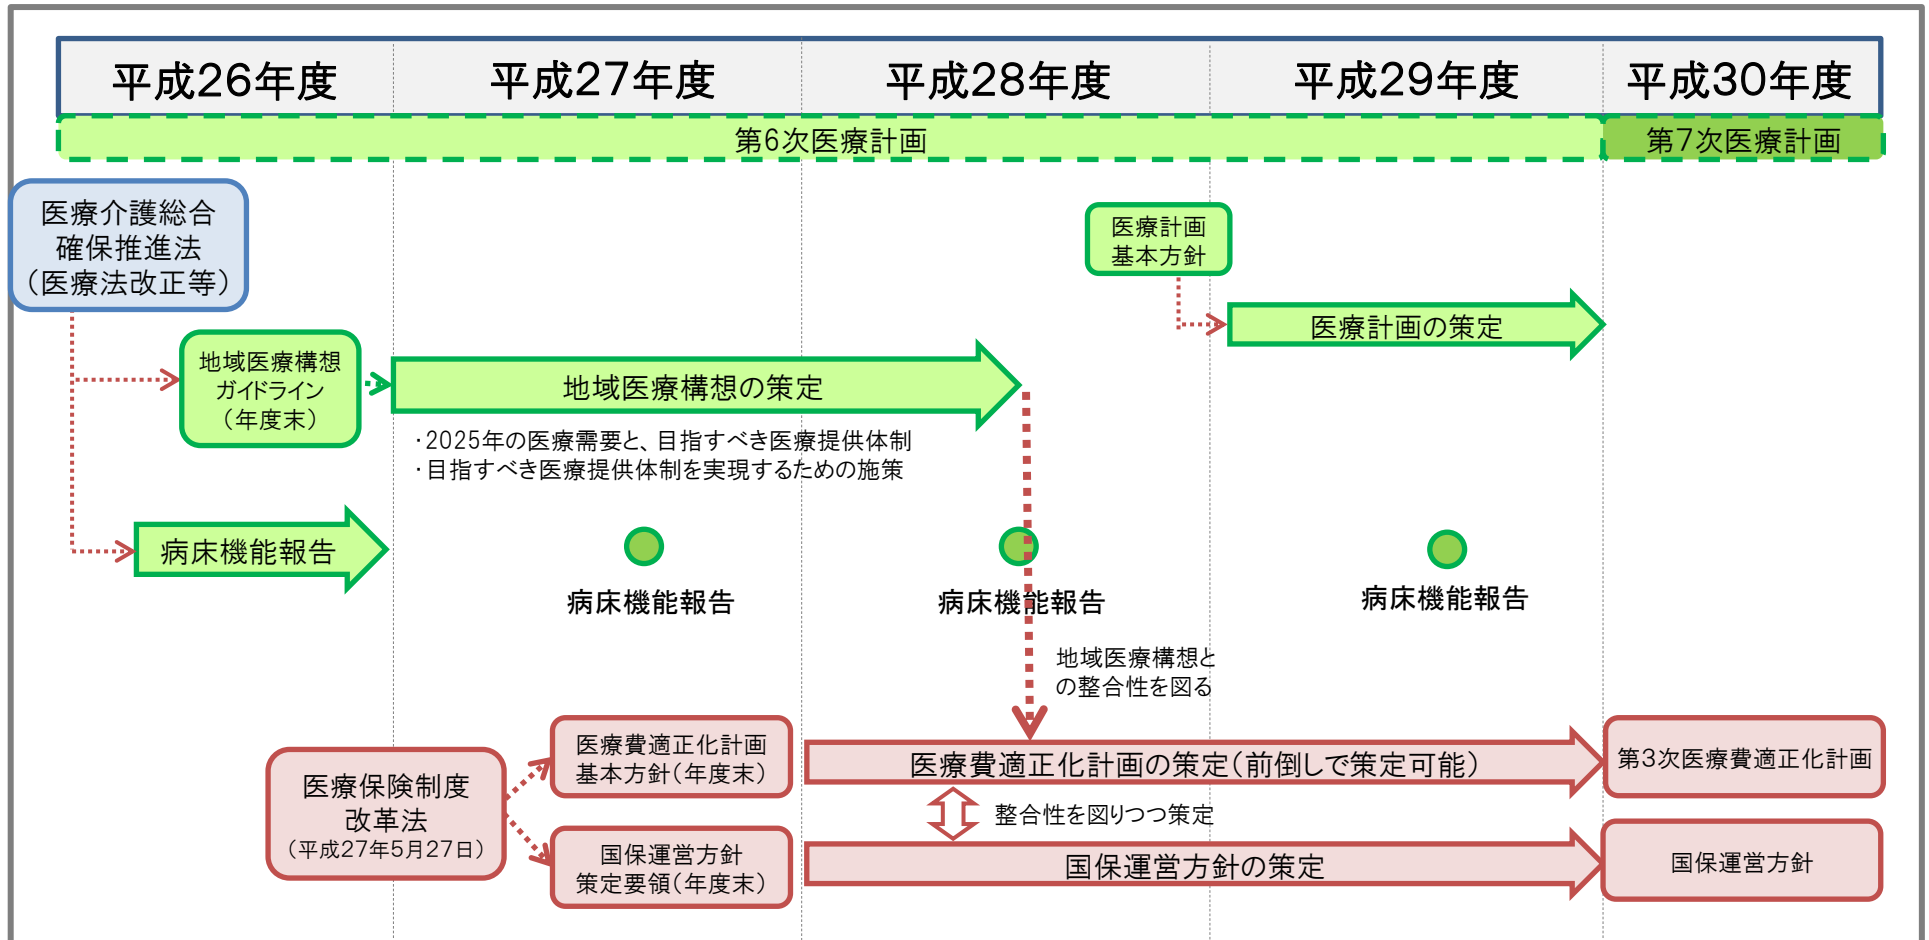 平成26年度
平成27年度
平成28年度
平成29年度
平成30年度
第6次医療計画
第7次医療計画
医療介護総合
確保推進法
（医療法改正等）
医療計画
基本方針
医療計画の策定
地域医療構想
ガイドライン
（年度末）
地域医療構想の策定
・2025年の医療需要と、目指すべき医療提供体制
・目指すべき医療提供体制を実現するための施策
病床機能報告
病床機能報告
病床機能報告
病床機能報告
地域医療構想と
の整合性を図る
医療保険制度
改革法
（平成27年5月27日）
医療費適正化計画
基本方針（年度末）
医療費適正化計画の策定（前倒しで策定可能）
第3次医療費適正化計画
整合性を図りつつ策定
国保運営方針
策定要領（年度末）
国保運営方針の策定
国保運営方針